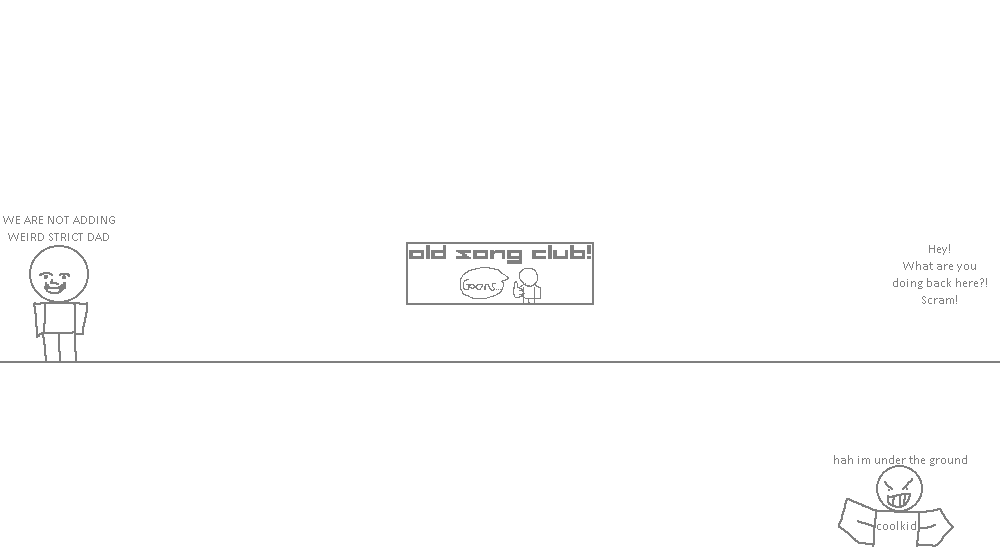 WE ARE NOT ADDING
WEIRD STRICT DAD
old song club!
Goons...
Hey!
What are you
doing back here?!
Scram!
hah im under the ground
coolkid